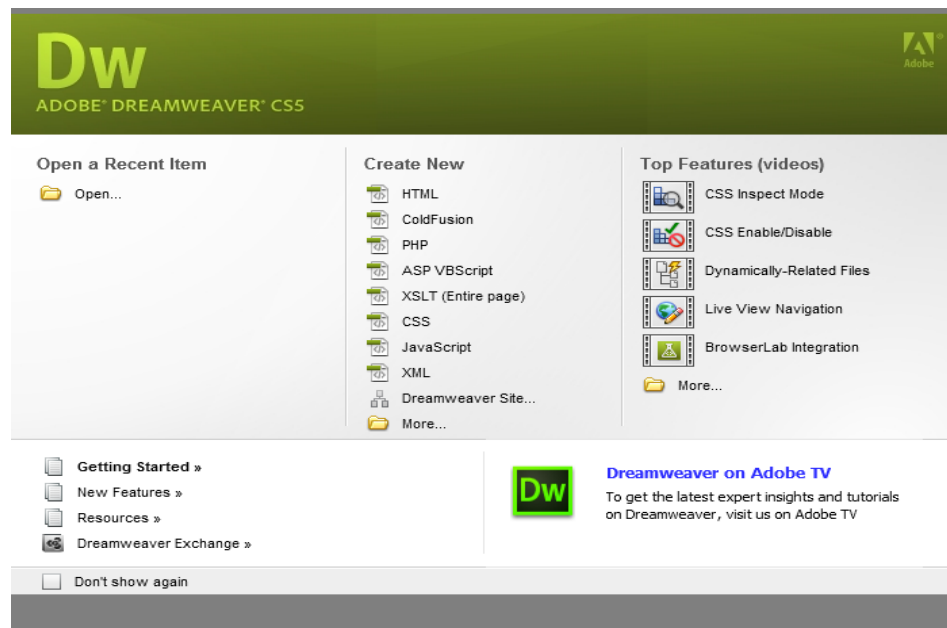 Dw
Adobe
ADOBE® DREAMWEAVER® CS5
Open a Recent Item
Open...
Create New
HTML
ColdFusion
PHP
ASP VBScript
XSLT (Entire page)
CSS
JavaScript
XML
Dreamweaver Site...
More...
Top Features (videos)
CSS Inspect Mode
CSS Enable/Disable
Dynamically-Related Files
Live View Navigation
BrowserLab Integration
More...
Getting Started »
New Features »
Resources »
Dreamweaver Exchange »
Dw
Dreamweaver on Adobe TV
To get the latest expert insights and tutorials
on Dreamweaver, visit us on Adobe TV
Don't show again